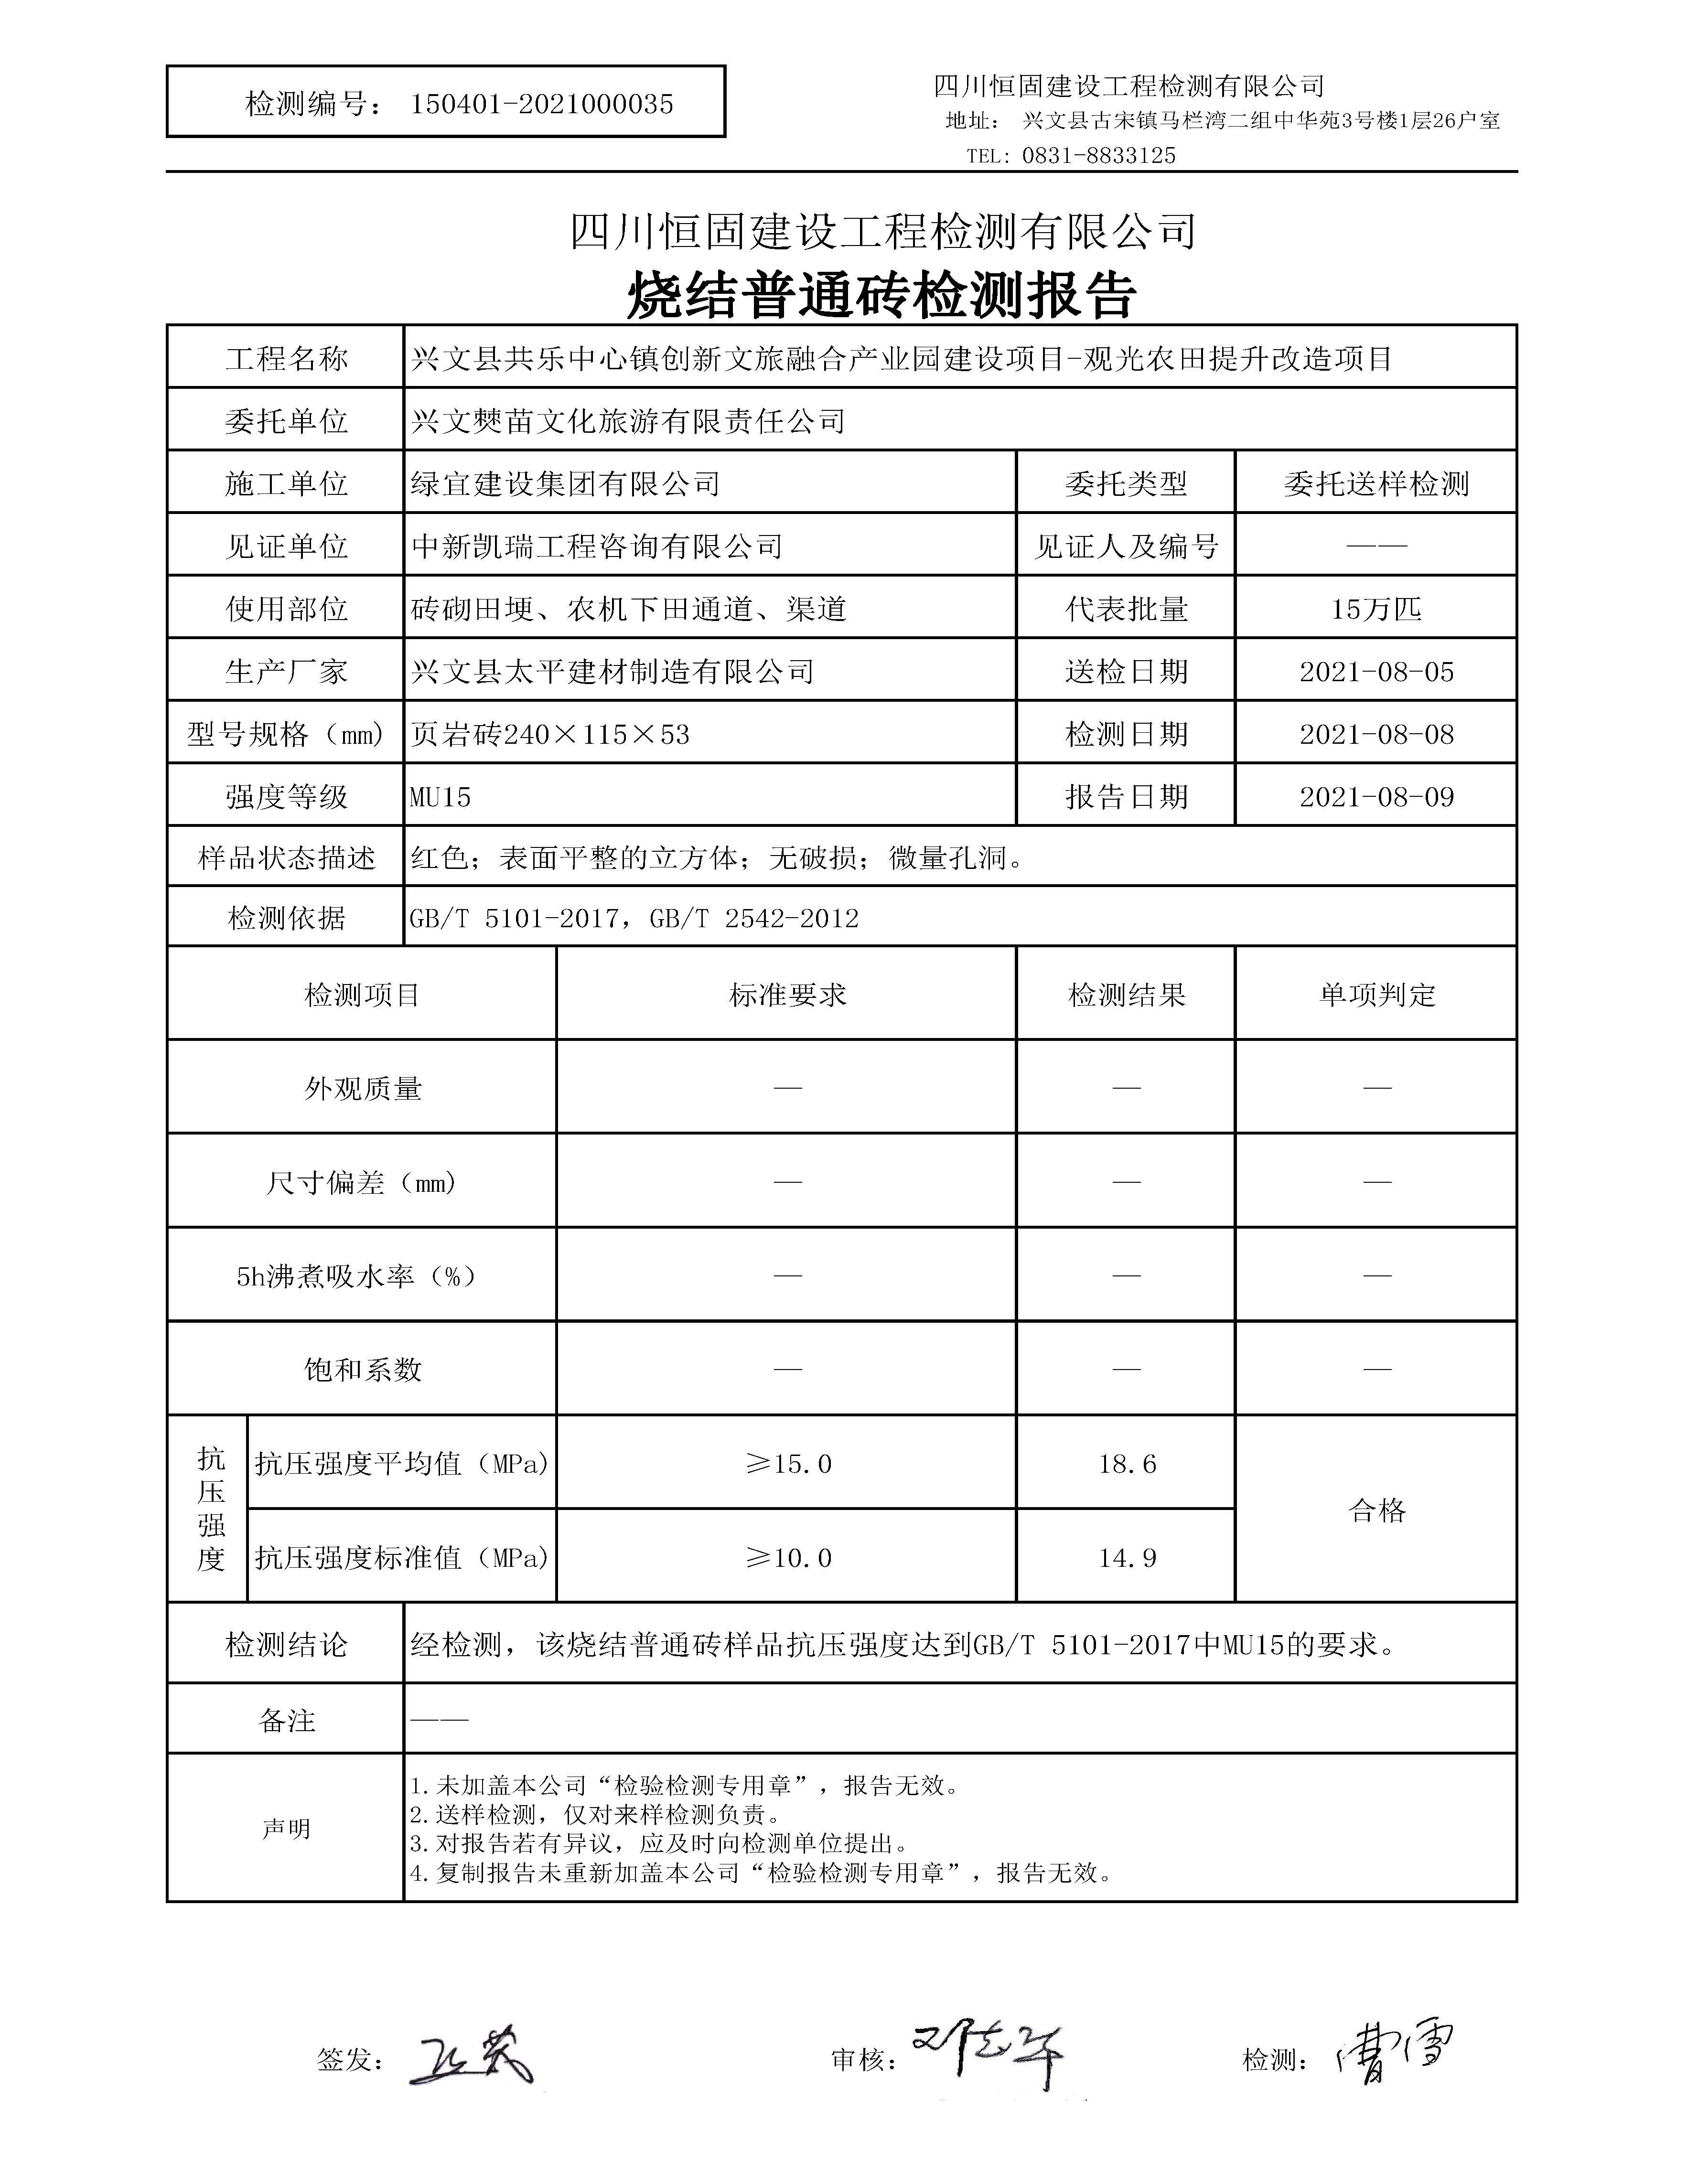 检测编号： 150401-2021000035
四川恒固建设工程检测有限公司
地址： 兴文县古宋镇马栏湾二组中华苑3号楼1层26户室
TEL: 0831-8833125
四川恒固建设工程检测有限公司
烧结普通砖检测报告
工程名称 兴文县共乐中心镇创新文旅融合产业园建设项目-观光农田提升改造项目
委托单位 兴文僰苗文化旅游有限责任公司
施工单位 绿宜建设集团有限公司 委托类型 委托送样检测
见证单位 中新凯瑞工程咨询有限公司 见证人及编号 ——
使用部位 砖砌田埂、农机下田通道、渠道 代表批量 15万匹
生产厂家 兴文县太平建材制造有限公司 送检日期 2021-08-05
型号规格（mm） 页岩砖240×115×53 检测日期 2021-08-08
强度等级 MU15 报告日期 2021-08-09
样品状态描述 红色；表面平整的立方体；无破损；微量孔洞。
检测依据 GB/T 5101-2017，GB/T 2542-2012
检测项目 标准要求 检测结果 单项判定
外观质量 — — —
尺寸偏差（mm） — — —
5h沸煮吸水率（%） — — —
饱和系数 — — —
抗压强度 抗压强度平均值（MPa） ≥15.0 18.6 合格
抗压强度标准值（MPa） ≥10.0 14.9
检测结论 经检测，该烧结普通砖样品抗压强度达到GB/T 5101-2017中MU15的要求。
备注 ——
声明
1.未加盖本公司“检验检测专用章”，报告无效。
2.送样检测，仅对来样检测负责。
3.对报告若有异议，应及时向检测单位提出。
4.复制报告未重新加盖本公司“检验检测专用章”，报告无效。
签发： 审核： 检测：曹雪